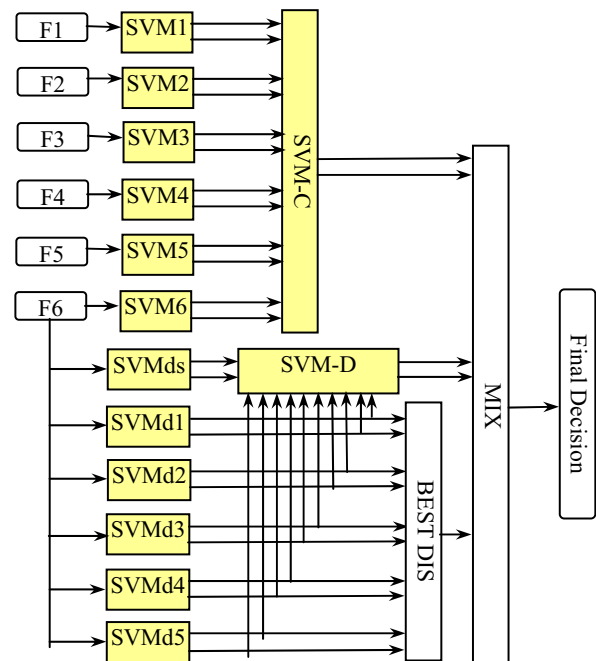 F1
SVM1
F2
SVM2
F3
SVM3
F4
SVM4
F5
SVM5
F6
SVM6
SVM-C
SVMds
SVM-D
SVMd1
SVMd2
SVMd3
SVMd4
SVMd5
BEST DIS
MIX
Final Decision